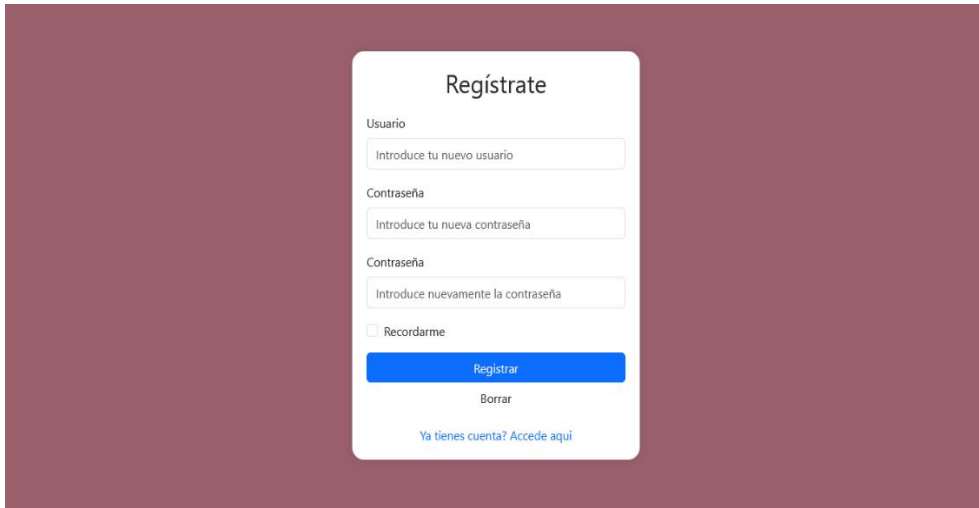 Regístrate
Usuario
Introduce tu nuevo usuario
Contraseña
Introduce tu nueva contraseña
Contraseña
Introduce nuevamente la contraseña
Recordarme
Registrar
Borrar
Ya tienes cuenta? Accede aquí